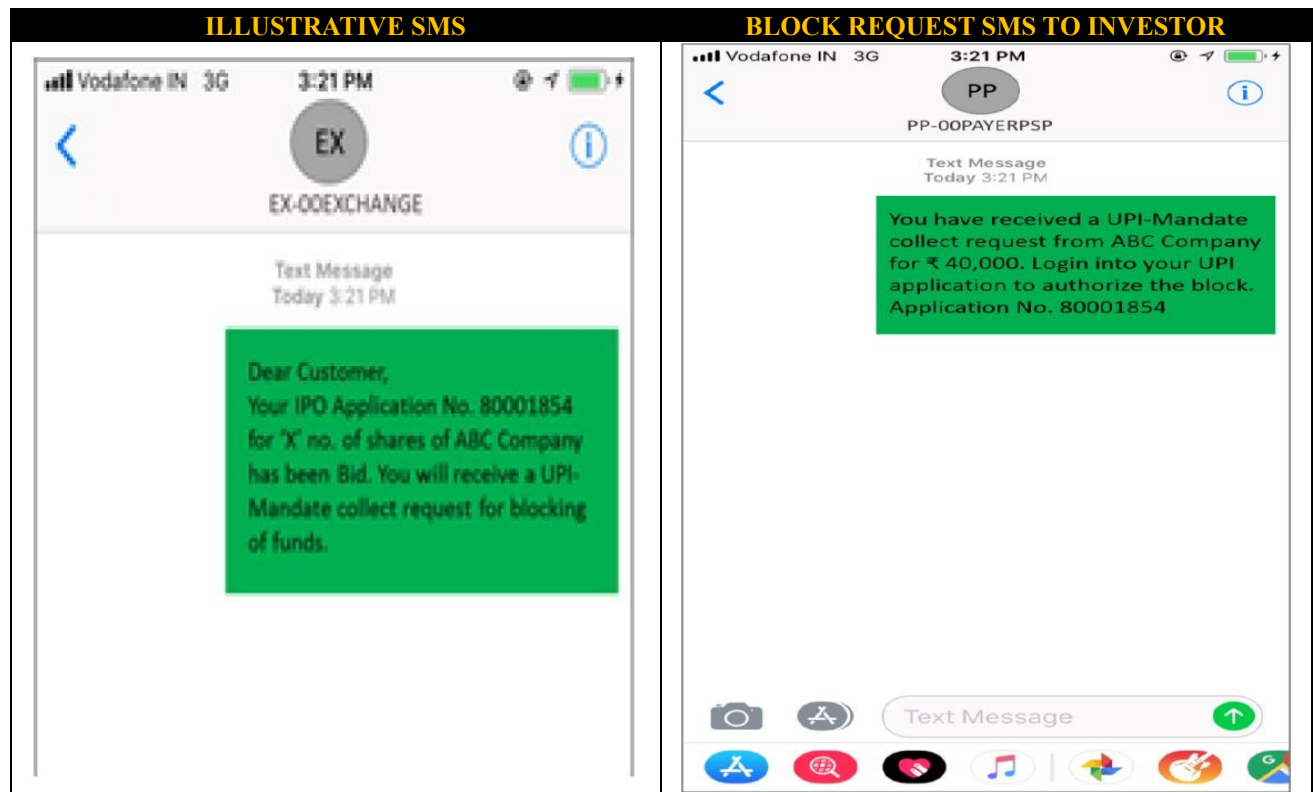 ILLUSTRATIVE SMS
Vodafone IN 3G 3:21 PM
EX
EX-00EXCHANGE
Text Message
Today 3:21 PM
Dear Customer,
Your IPO Application No. 80001854
for "X" no. of shares of ABC Company
has been Bid. You will receive a UPI-
Mandate collect request for blocking
of funds.
BLOCK REQUEST SMS TO INVESTOR
Vodafone IN 3G 3:21 PM
PP
PP-00PAYERPSP
Text Message
Today 3:21 PM
You have received a UPI-Mandate
collect request from ABC Company
for ₹ 40,000. Login into your UPI
application to authorize the block.
Application No. 80001854
Text Message
G